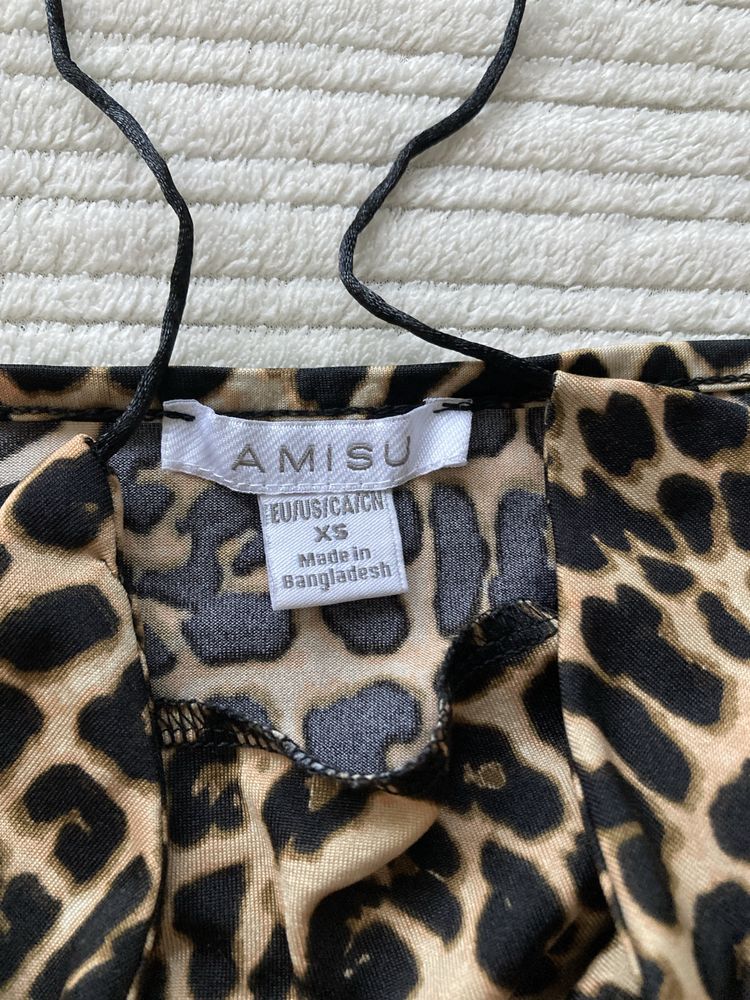 AMISU
EU/US/CA/CN
XS
Made in
Bangladesh